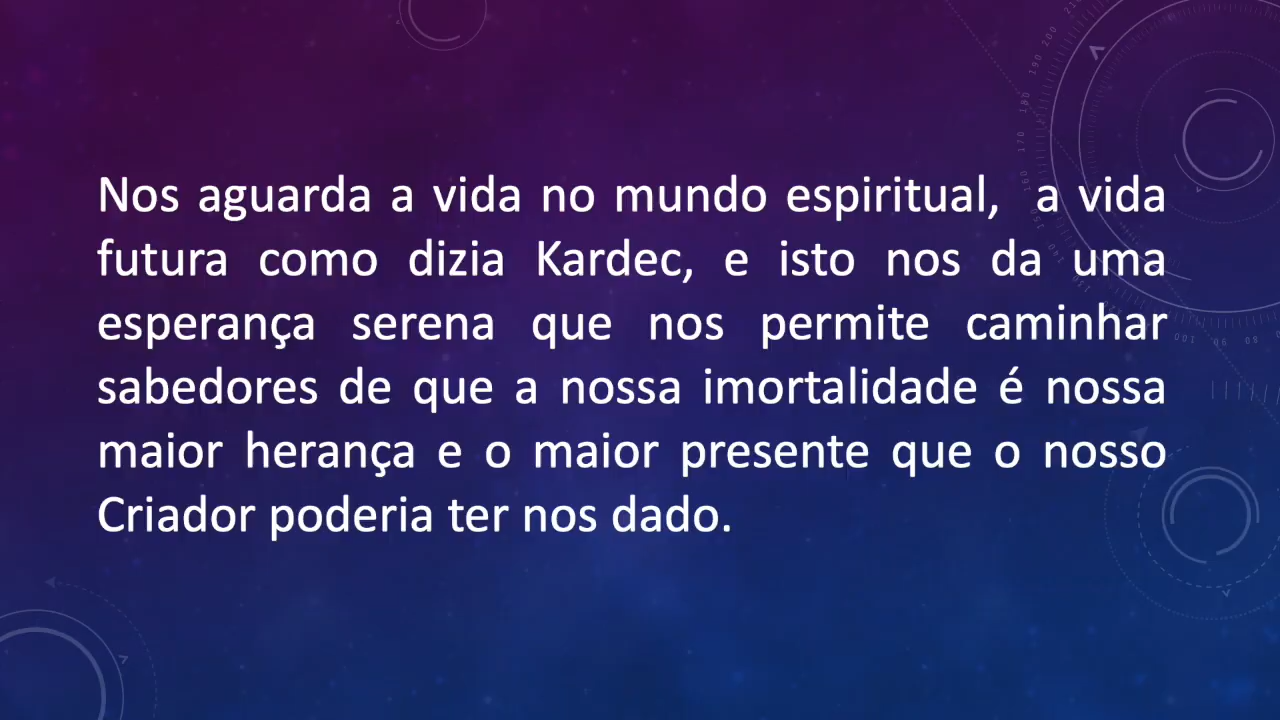 Nos aguarda a vida no mundo espiritual, a vida
futura como dizia Kardec, e isto nos da uma
esperança serena que nos permite caminhar
sabedores de que a nossa imortalidade é nossa
maior herança e o maior presente que o nosso
Criador poderia ter nos dado.